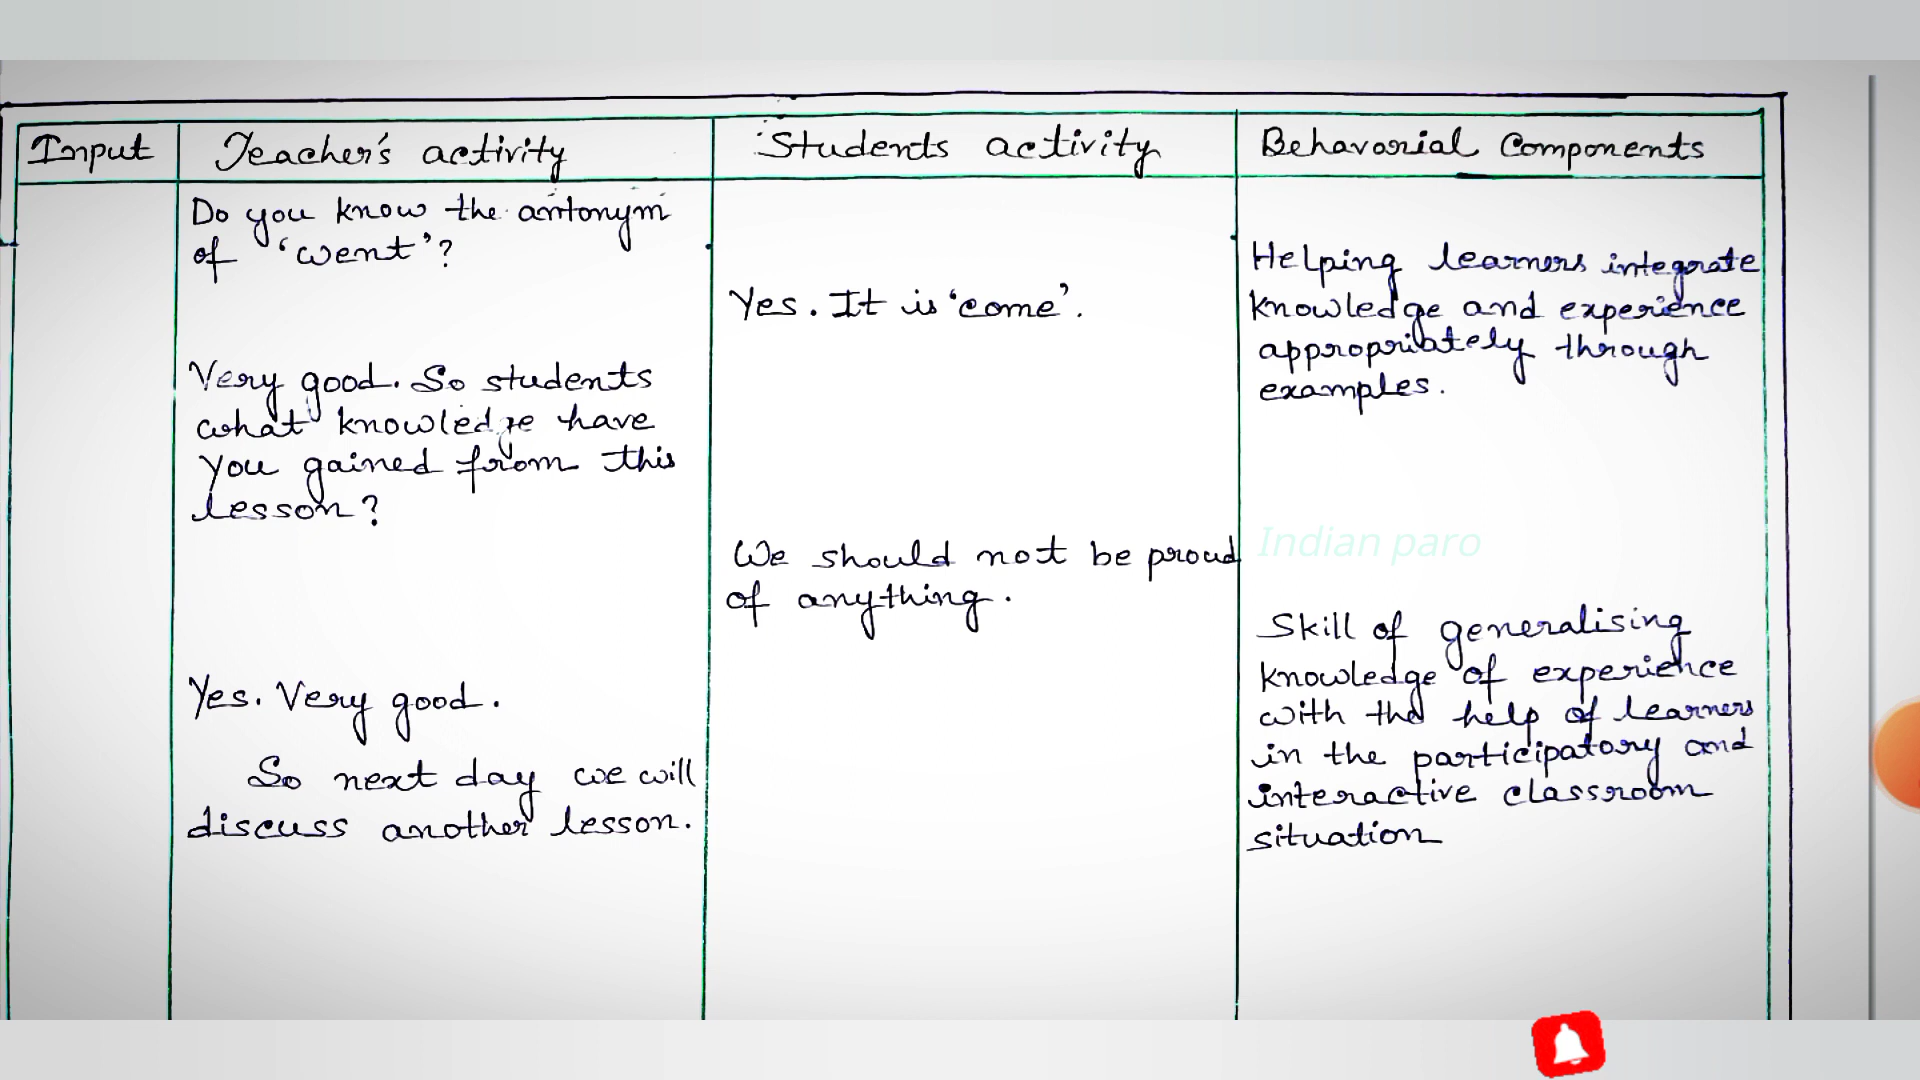 Input
Teacher's activity
Students activity
Behavorial Components
Do you know the antonym
of 'went'?
Yes. It is 'come'.
Helping learners integrate
knowledge and experience
appropriately through
examples.
Very good. So students
what knowledge have
you gained from this
lesson?
We should not be proud
of anything.
Indian paro
Skill of generalising
knowledge of experience
with the help of learners
in the participatory and
interactive classroom
situation
Yes. Very good.
So next day we will
discuss another lesson.